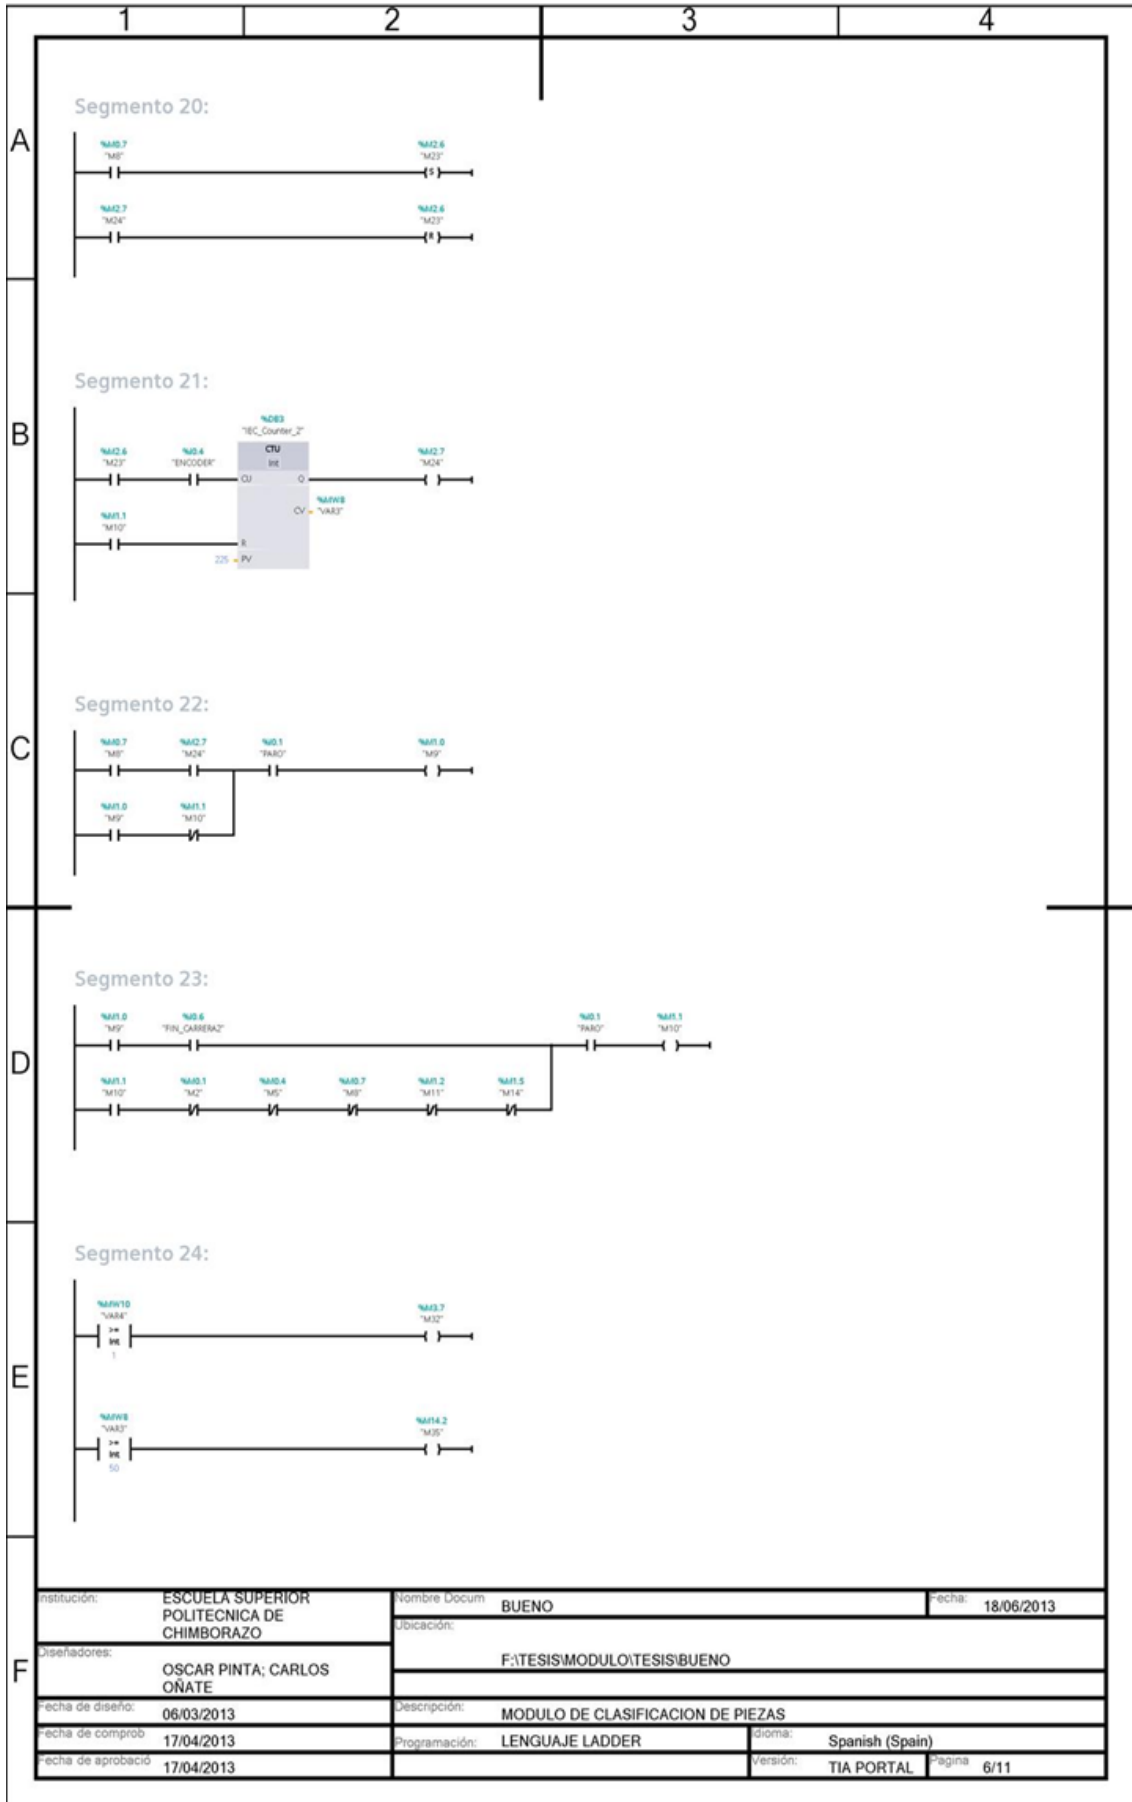 1 2 3 4
A
Segmento 20:
%M0.7 %M2.6
"M8" "M23"
S
%M2.7 %M2.6
"M24" "M23"
R
Segmento 21:
B
%DB3
"IEC_Counter_2"
CTU
Int
%M2.6 %I0.4 %M2.7
"M23" "ENCODER" "M24"
CU Q
%MW8
CV "VAR3"
%M1.1
"M10"
R
225 PV
Segmento 22:
C
%M0.7 %M2.7 %I0.1 %M1.0
"M8" "M24" "PARO" "M9"
%M1.0 %M1.1
"M9" "M10"
Segmento 23:
%M1.0 %I0.6 %I0.1 %M1.1
"M9" "FIN_CARRERA2" "PARO" "M10"
D
%M1.1 %M0.1 %M0.4 %M0.7 %M1.2 %M1.5
"M10" "M2" "M5" "M8" "M11" "M14"
Segmento 24:
%MW10 %M3.7
"VAR4" "M32"
>=
Int
1
E
%MW8 %M14.2
"VAR3" "M35"
>=
Int
50
F
Institución: ESCUELA SUPERIOR
POLITECNICA DE
CHIMBORAZO
Nombre Docum BUENO
Fecha: 18/06/2013
Ubicación:
F:\TESIS\MODULO\TESIS\BUENO
Diseñadores:
OSCAR PINTA; CARLOS
OÑATE
Fecha de diseño: 06/03/2013
Descripción: MODULO DE CLASIFICACION DE PIEZAS
Fecha de comprob 17/04/2013
Programación: LENGUAJE LADDER
Idioma: Spanish (Spain)
Fecha de aprobació 17/04/2013
Versión: TIA PORTAL
Pagina 6/11